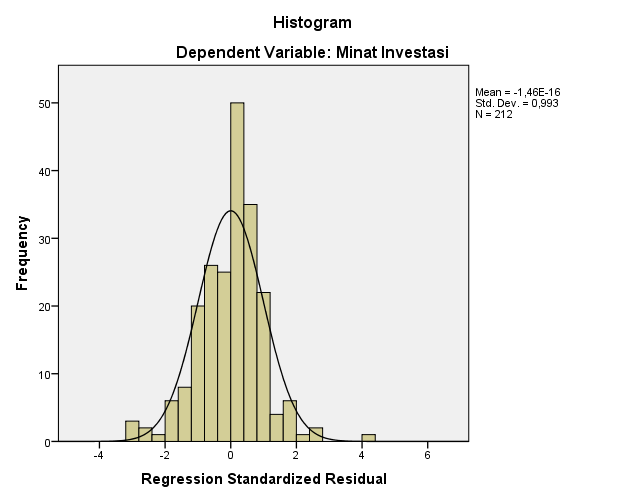 Histogram
Dependent Variable: Minat Investasi
Mean = -1,46E-16
Std. Dev. = 0,993
N = 212
Frequency
50
40
30
20
10
0
-4 -2 0 2 4 6
Regression Standardized Residual